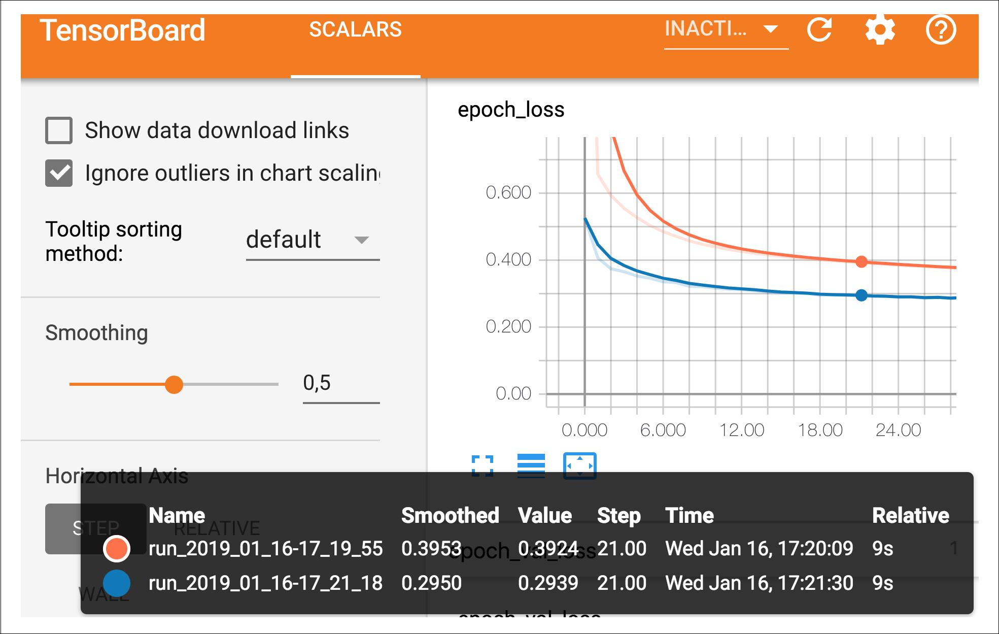 TensorBoard SCALARS INACTI...
Show data download links
Ignore outliers in chart scaling
Tooltip sorting
method:
default
Smoothing
0,5
Horizontal Axis
STEP RELATIVE
WALL
epoch_loss
0.600
0.400
0.200
0.00
0.000 6.000 12.00 18.00 24.00
Name Smoothed Value Step Time Relative
run_2019_01_16-17_19_55 0.3953 0.3924 21.00 Wed Jan 16, 17:20:09 9s
run_2019_01_16-17_21_18 0.2950 0.2939 21.00 Wed Jan 16, 17:21:30 9s
epoch_val_loss 1
epoch_val_loss